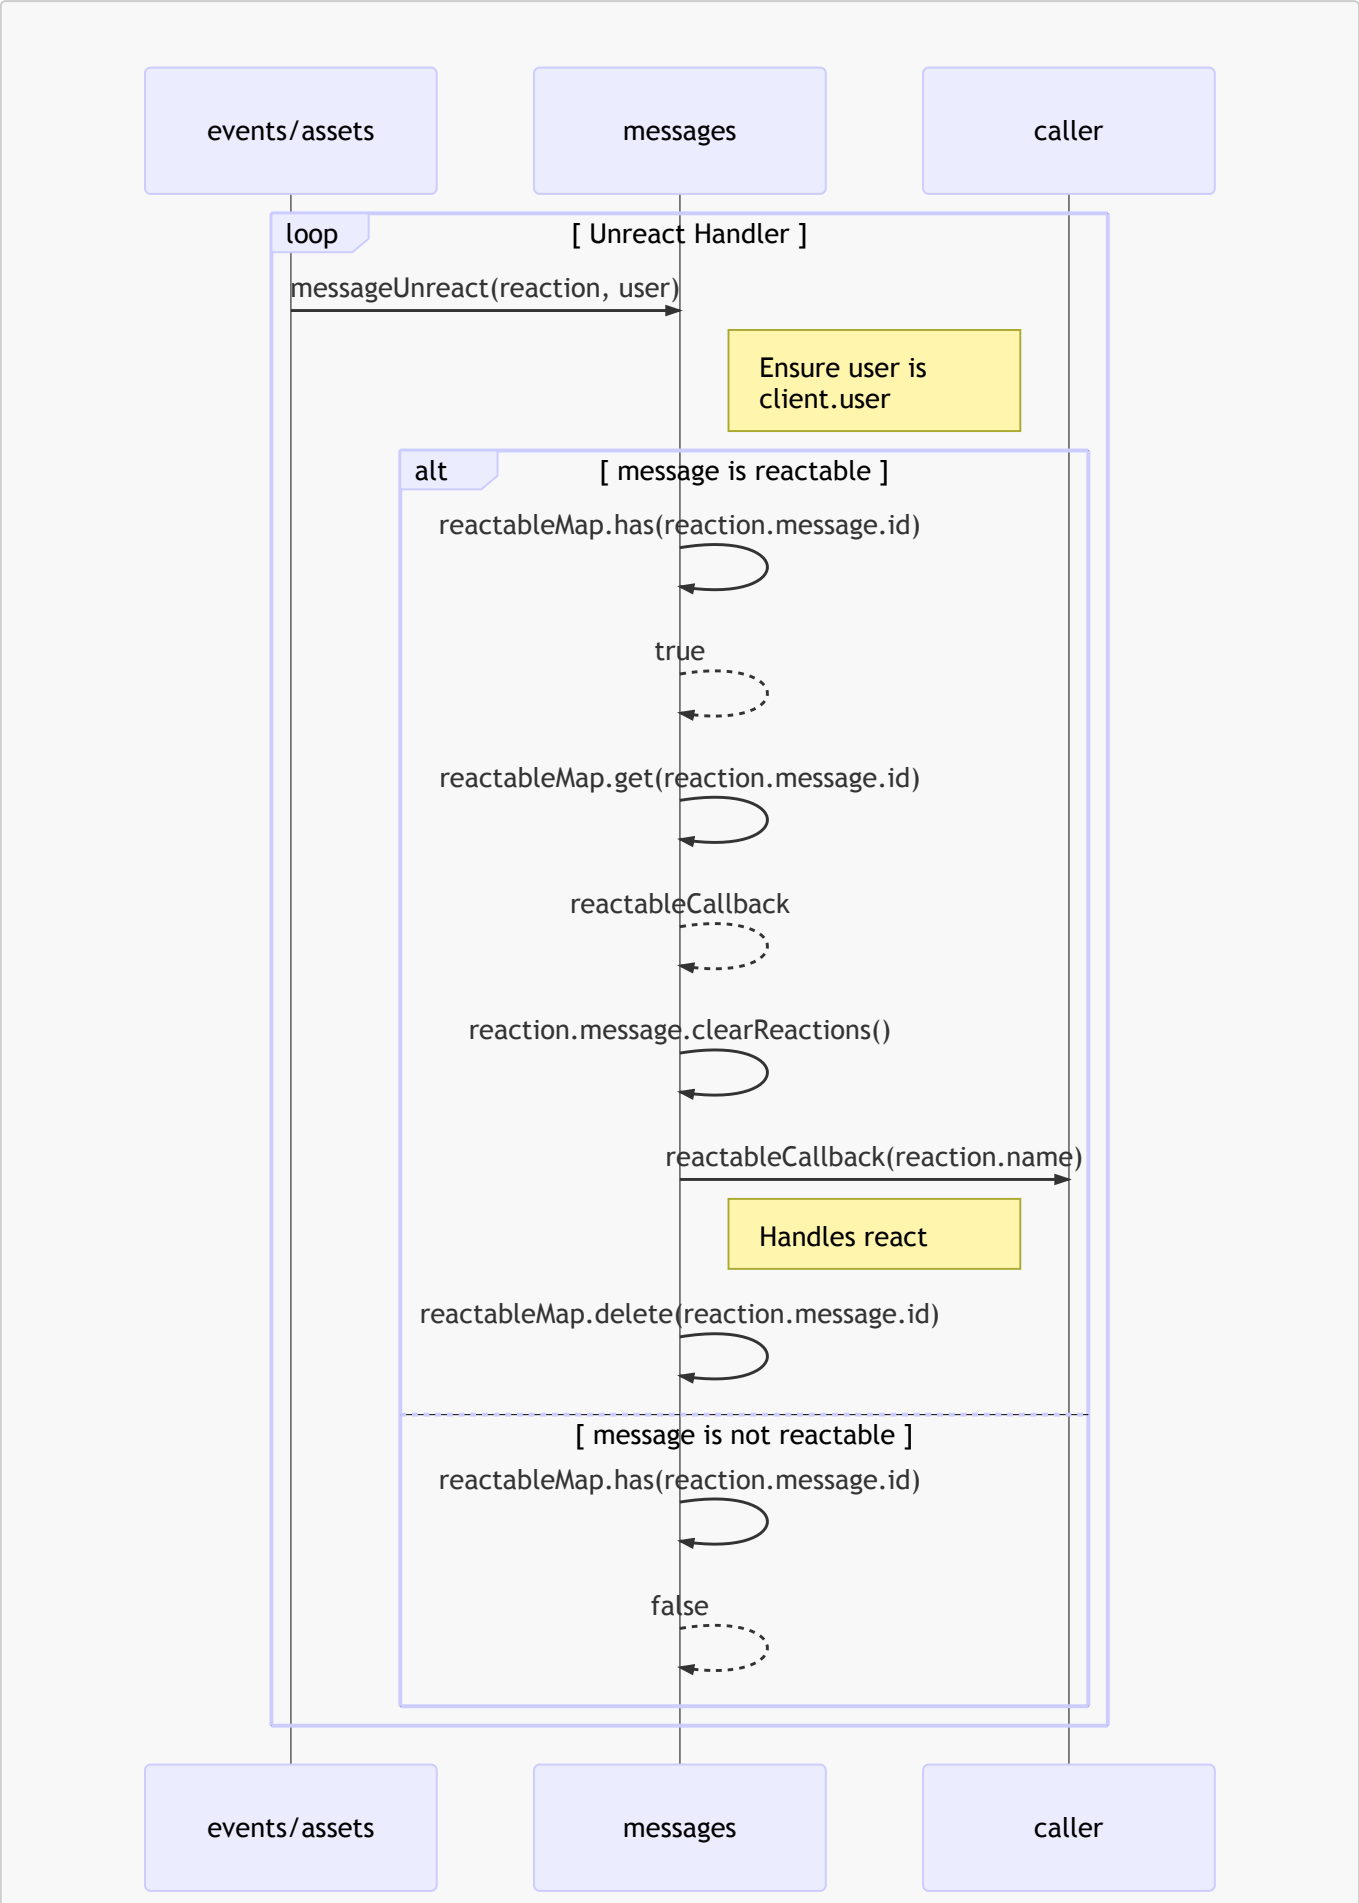 events/assets
messages
caller
loop
[ Unreact Handler ]
messageUnreact(reaction, user)
Ensure user is
client.user
alt
[ message is reactable ]
reactableMap.has(reaction.message.id)
true
reactableMap.get(reaction.message.id)
reactableCallback
reaction.message.clearReactions()
reactableCallback(reaction.name)
Handles react
reactableMap.delete(reaction.message.id)
[ message is not reactable ]
reactableMap.has(reaction.message.id)
false
events/assets
messages
caller